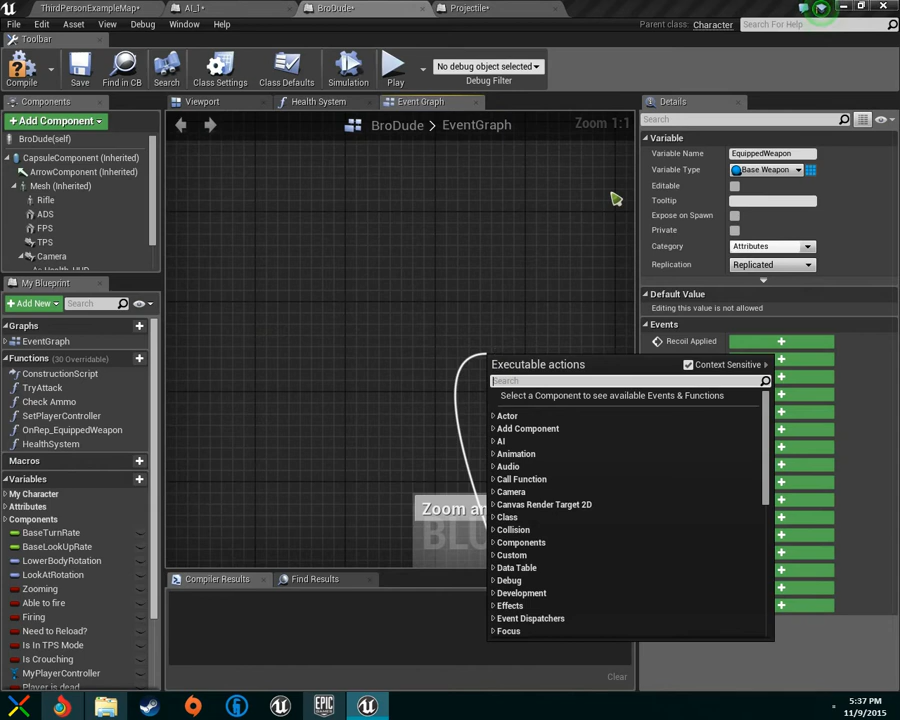 ThirdPersonExampleMap*
AI_1*
BroDude*
Projectile*
File Edit Asset View Debug Window Help
Parent class: Character
Search For Help
Toolbar
Compile
Save
Find in CB
Search
Class Settings
Class Defaults
Simulation
Play
No debug object selected
Debug Filter
Components
Viewport
Health System
Event Graph
Details
Add Component
BroDude > EventGraph
Zoom 1:1
Search
BroDude(self)
CapsuleComponent (Inherited)
ArrowComponent (Inherited)
Mesh (Inherited)
Rifle
ADS
FPS
TPS
Camera
Variable
Variable Name EquippedWeapon
Variable Type Base Weapon
Editable
Tooltip
Expose on Spawn
Private
Category Attributes
Replication Replicated
Default Value
Editing this value is not allowed
Events
Recoil Applied
My Blueprint
Add New Search
Graphs
EventGraph
Functions (30 Overridable)
ConstructionScript
TryAttack
Check Ammo
SetPlayerController
OnRep_EquippedWeapon
HealthSystem
Macros
Variables
My Character
Attributes
Components
BaseTurnRate
BaseLookUpRate
LowerBodyRotation
LookAtRotation
Zooming
Able to fire
Firing
Need to Reload?
Is In TPS Mode
Is Crouching
MyPlayerController
Player is dead
Executable actions
Context Sensitive
Search
Select a Component to see available Events & Functions
Actor
Add Component
AI
Animation
Audio
Call Function
Camera
Canvas Render Target 2D
Class
Collision
Components
Custom
Data Table
Debug
Development
Effects
Event Dispatchers
Focus
Zoom an
BLU
Compiler Results
Find Results
Clear
EPIC
5:37 PM
11/9/2015